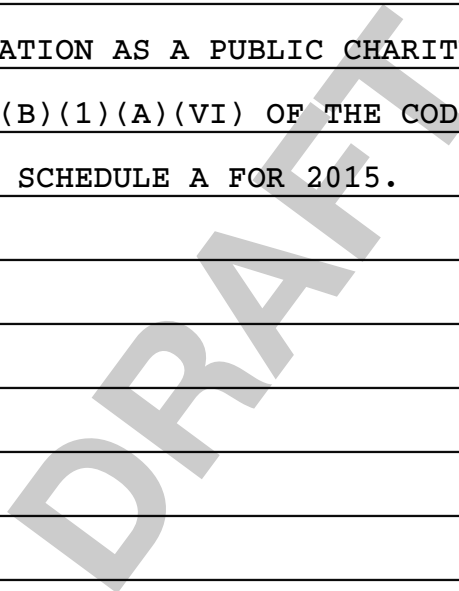 ATION AS A PUBLIC CHARIT
(B)(1)(A)(VI) OF THE COD
SCHEDULE A FOR 2015.
DRAFT